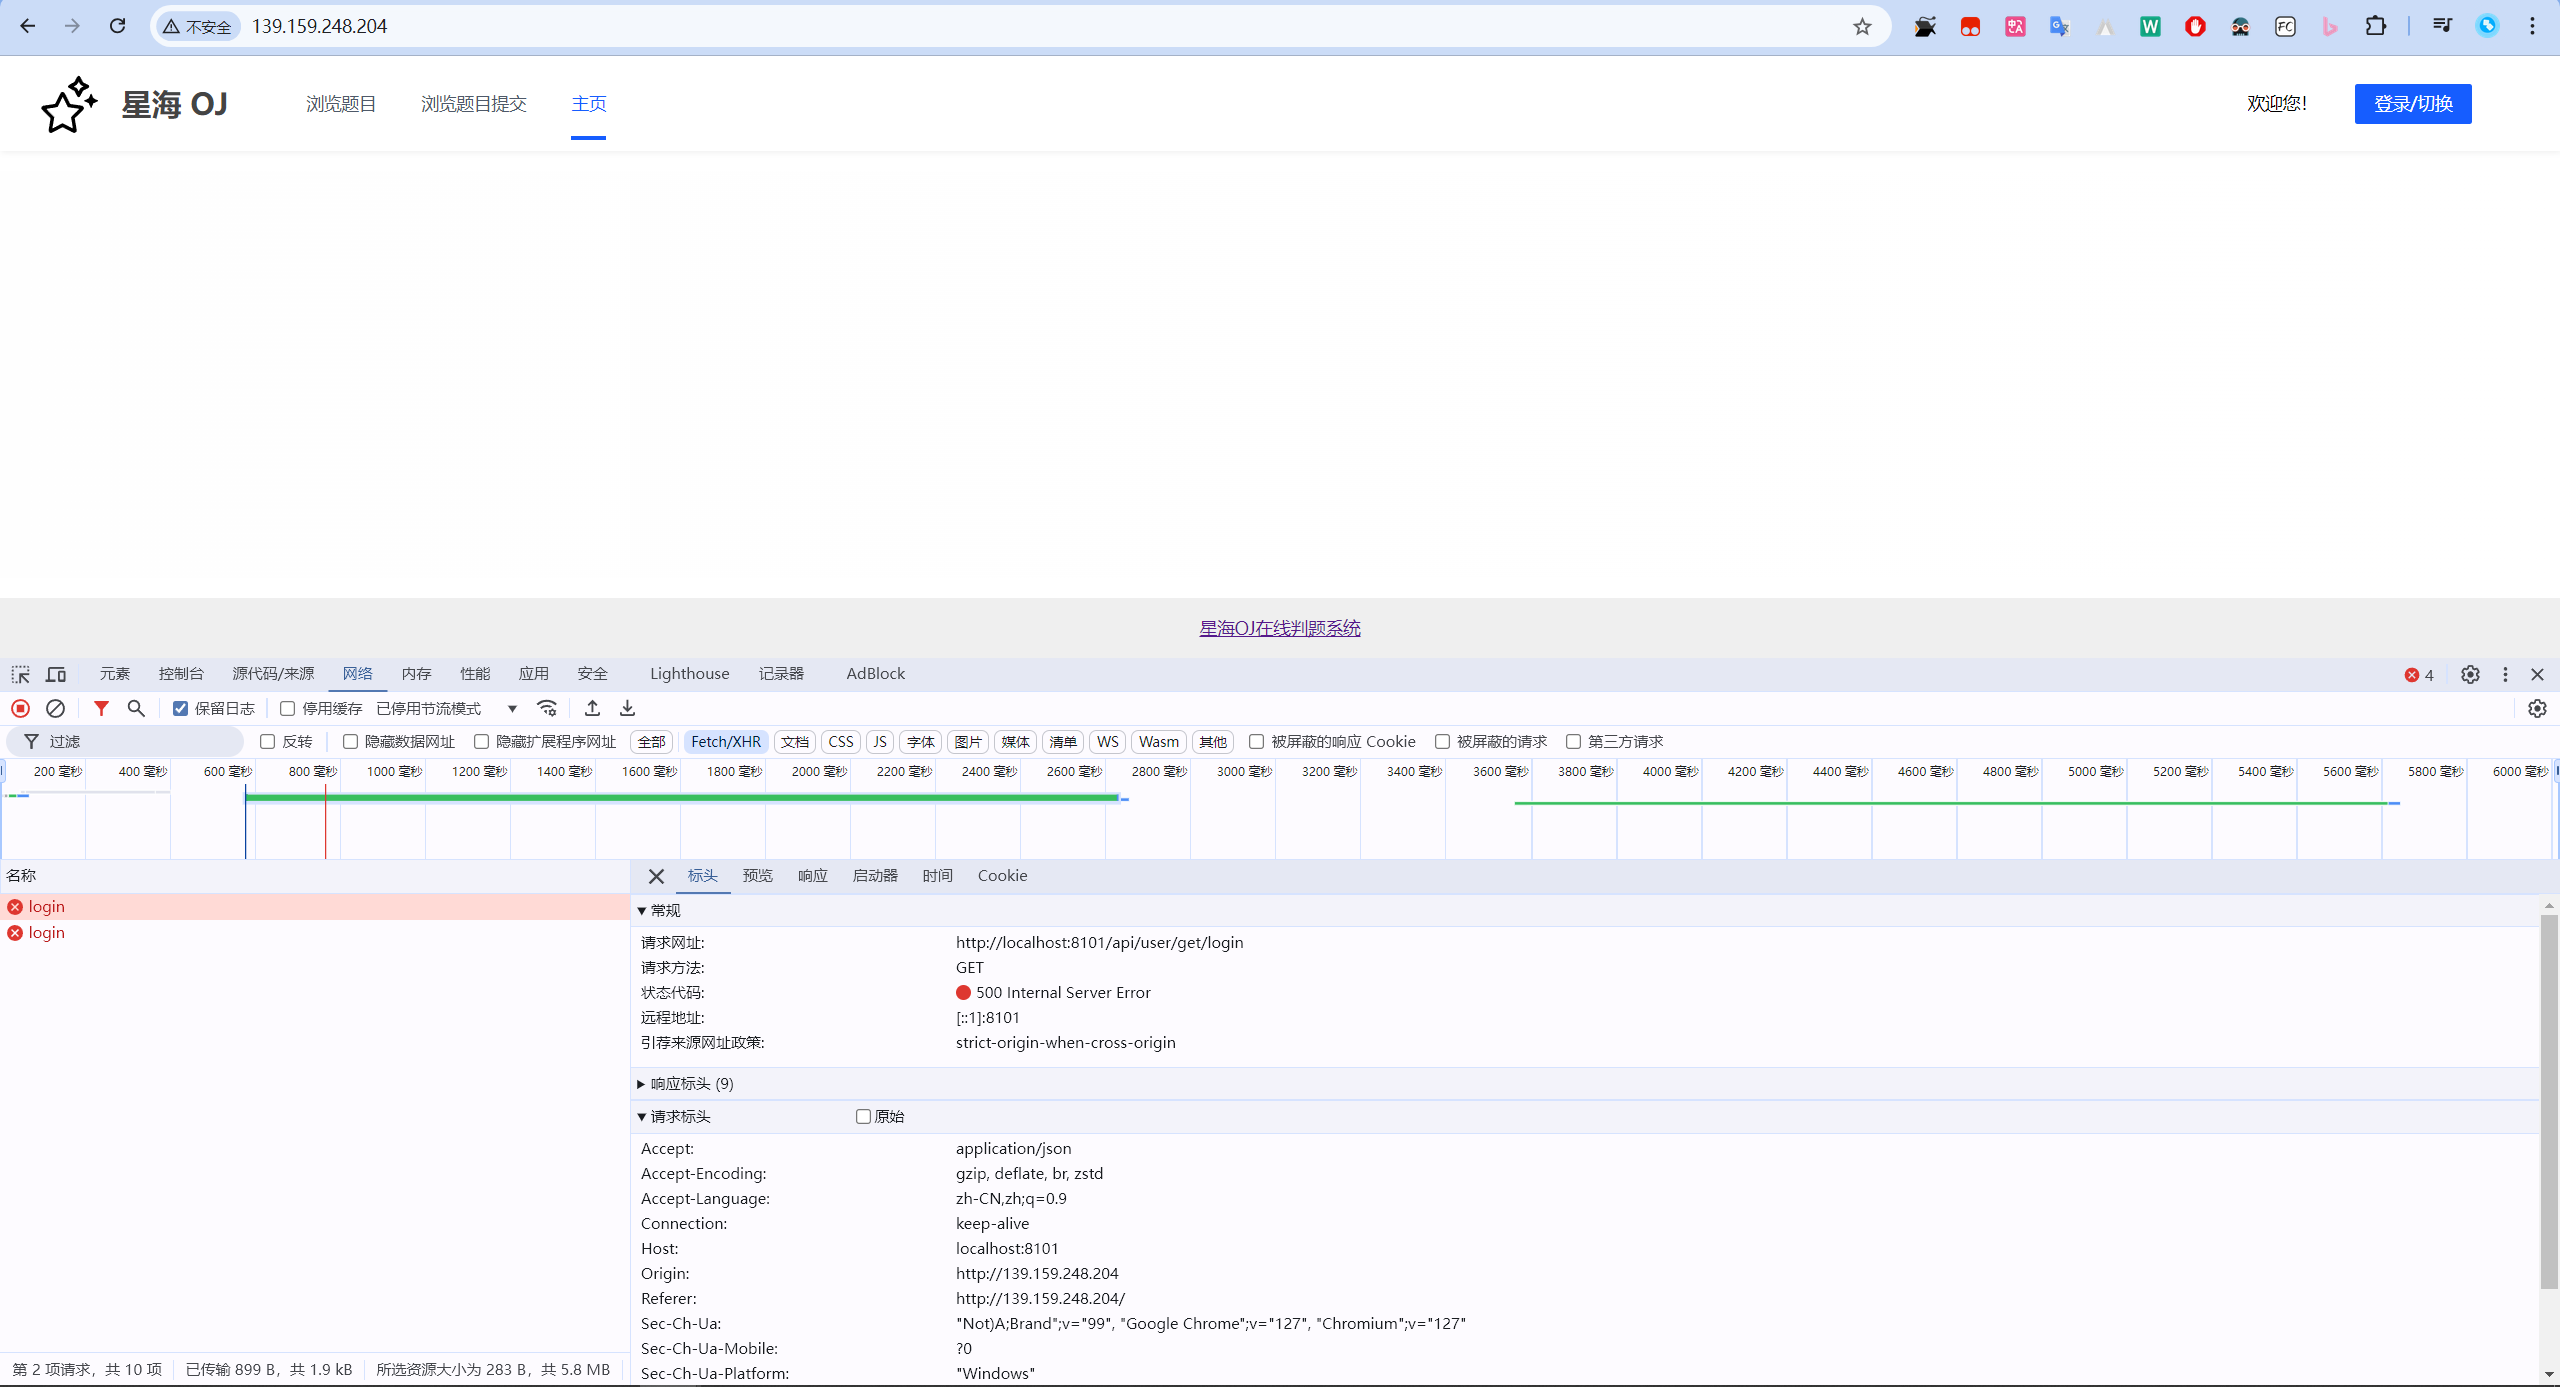 不安全 139.159.248.204
星海 OJ 浏览题目 浏览题目提交 主页 欢迎您！ 登录/切换
星海OJ在线判题系统
元素 控制台 源代码/来源 网络 内存 性能 应用 安全 Lighthouse 记录器 AdBlock 4
保留日志 停用缓存 已停用节流模式
过滤 反转 隐藏数据网址 隐藏扩展程序网址 全部 Fetch/XHR 文档 CSS JS 字体 图片 媒体 清单 WS Wasm 其他 被屏蔽的响应 Cookie 被屏蔽的请求 第三方请求
200 毫秒 400 毫秒 600 毫秒 800 毫秒 1000 毫秒 1200 毫秒 1400 毫秒 1600 毫秒 1800 毫秒 2000 毫秒 2200 毫秒 2400 毫秒 2600 毫秒 2800 毫秒 3000 毫秒 3200 毫秒 3400 毫秒 3600 毫秒 3800 毫秒 4000 毫秒 4200 毫秒 4400 毫秒 4600 毫秒 4800 毫秒 5000 毫秒 5200 毫秒 5400 毫秒 5600 毫秒 5800 毫秒 6000 毫秒
名称 标头 预览 响应 启动器 时间 Cookie
login
login
常规
请求网址: http://localhost:8101/api/user/get/login
请求方法: GET
状态代码: 500 Internal Server Error
远程地址: [::1]:8101
引荐来源网址政策: strict-origin-when-cross-origin
响应标头 (9)
请求标头 原始
Accept: application/json
Accept-Encoding: gzip, deflate, br, zstd
Accept-Language: zh-CN,zh;q=0.9
Connection: keep-alive
Host: localhost:8101
Origin: http://139.159.248.204
Referer: http://139.159.248.204/
Sec-Ch-Ua: "Not)A;Brand";v="99", "Google Chrome";v="127", "Chromium";v="127"
Sec-Ch-Ua-Mobile: ?0
Sec-Ch-Ua-Platform: "Windows"
第 2 项请求，共 10 项 已传输 899 B，共 1.9 kB 所选资源大小为 283 B，共 5.8 MB